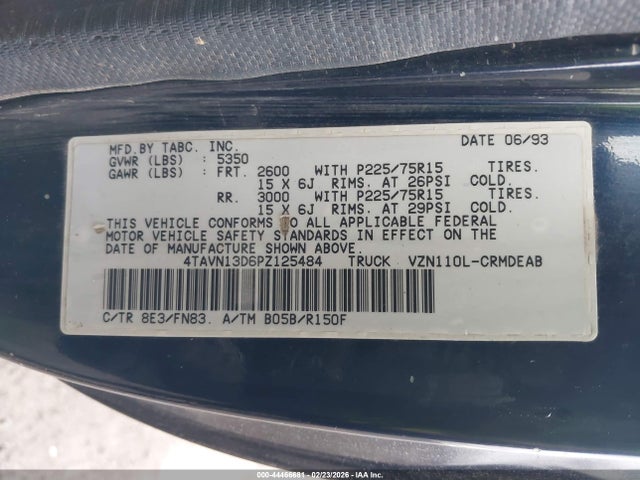 MFD.BY TABC. INC. DATE 06/93
GVWR (LBS) : 5350
GAWR (LBS) : FRT. 2600 WITH P225/75R15 TIRES.
15 X 6J RIMS. AT 26PSI COLD.
RR. 3000 WITH P225/75R15 TIRES.
15 X 6J RIMS. AT 29PSI COLD.
THIS VEHICLE CONFORMS TO ALL APPLICABLE FEDERAL
MOTOR VEHICLE SAFETY STANDARDS IN EFFECT ON THE
DATE OF MANUFACTURE SHOWN ABOVE.
4TAVN13D6PZ125484 TRUCK VZN110L-CRMDEAB
C/TR 8E3/FN83. A/TM B05B/R150F
000-44456681 - 02/23/2026 - IAA Inc.